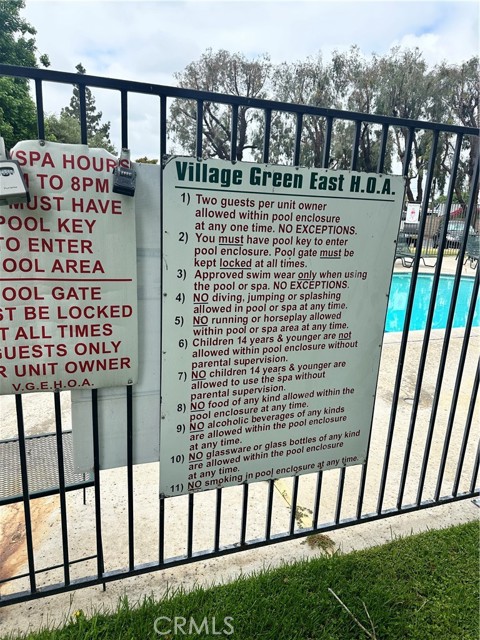 SPA HOURS
TO 8PM
MUST HAVE
POOL KEY
TO ENTER
POOL AREA
POOL GATE
MUST BE LOCKED
AT ALL TIMES
GUESTS ONLY
PER UNIT OWNER
V.G.E.H.O.A.
Village Green East H.O.A.
1) Two guests per unit owner
allowed within pool enclosure
at any one time. NO EXCEPTIONS.
2) You must have pool key to enter
pool enclosure. Pool gate must be
kept locked at all times.
3) Approved swim wear only when using
the pool or spa. NO EXCEPTIONS.
4) NO diving, jumping or splashing
allowed in pool or spa at any time.
5) NO running or horseplay allowed
within pool or spa area at any time.
6) Children 14 years & younger are not
allowed within pool enclosure without
parental supervision.
7) NO children 14 years & younger are
allowed to use the spa without
parental supervision.
8) NO food of any kind allowed within the
pool enclosure at any time.
9) NO alcoholic beverages of any kinds
are allowed within the pool enclosure
at any time.
10) NO glassware or glass bottles of any kind
are allowed within the pool enclosure
at any time.
11) NO smoking in pool enclosure at any time.
CRMLS